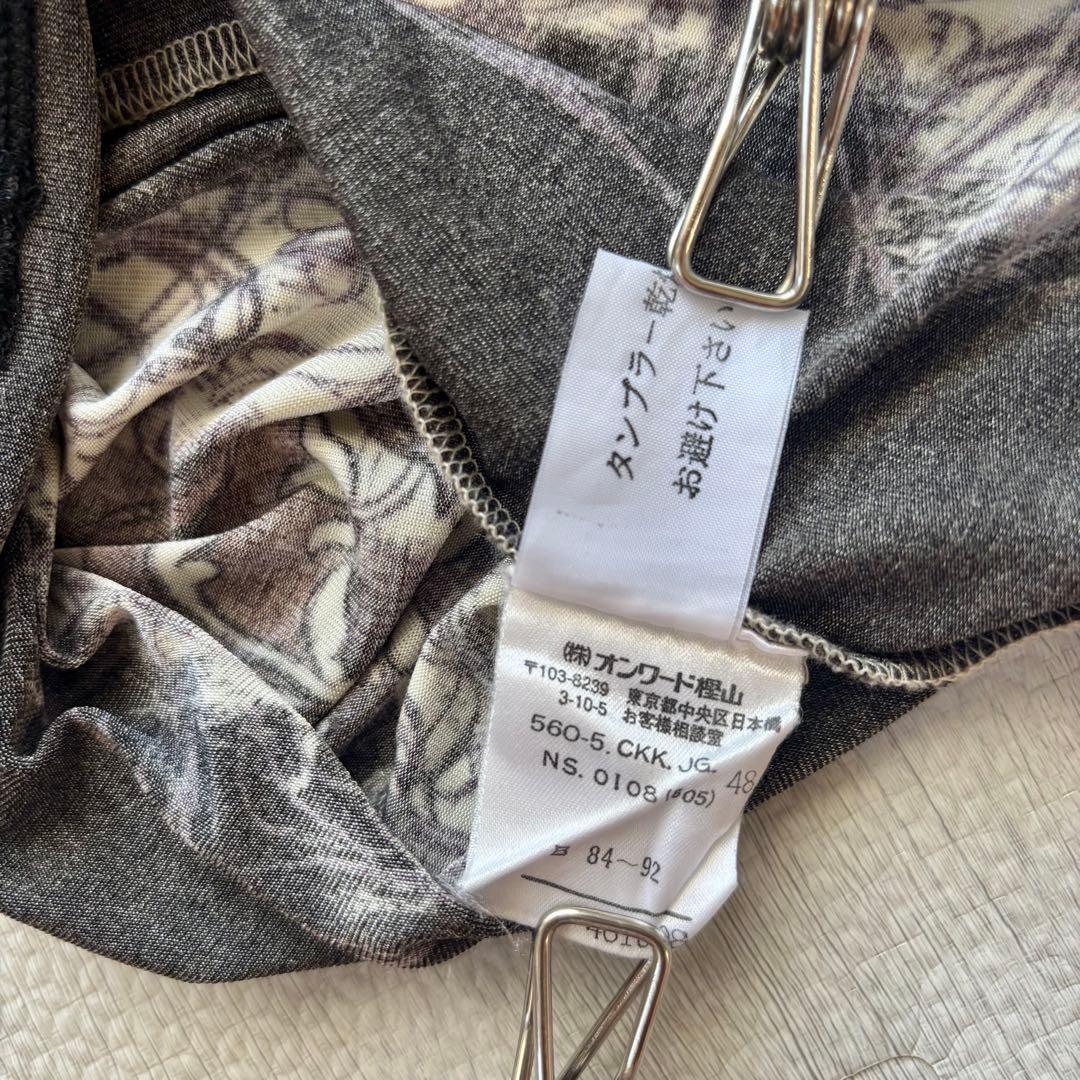 タンブラー乾
お避け下さい
(株)オンワード樫山
〒103-8239 東京都中央区日本橋
3-10-5 お客様相談室
560-5. CKK. JG. 48
NS. 0108 (505)
B 84〜92